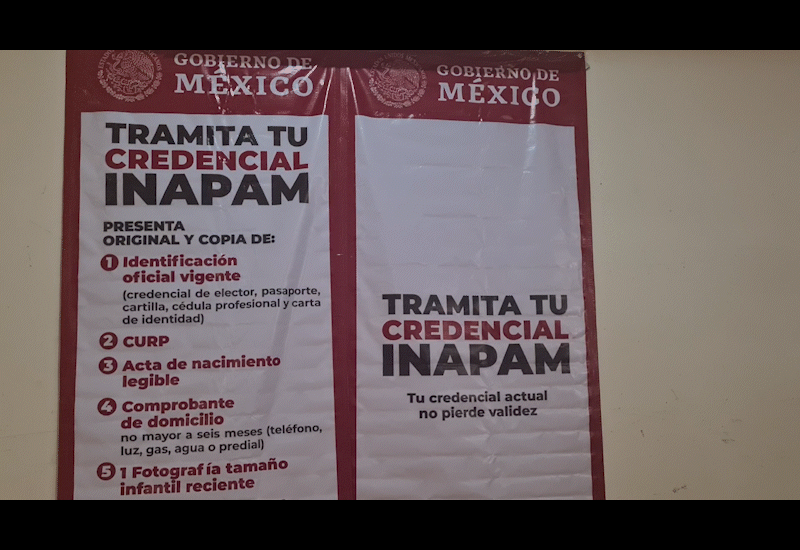 GOBIERNO DE
MÉXICO
TRAMITA TU
CREDENCIAL
INAPAM
PRESENTA
ORIGINAL Y COPIA DE:
1 Identificación
oficial vigente
(credencial de elector, pasaporte,
cartilla, cédula profesional y carta
de identidad)
2 CURP
3 Acta de nacimiento
legible
4 Comprobante
de domicilio
no mayor a seis meses (teléfono,
luz, gas, agua o predial)
5 1 Fotografía tamaño
infantil reciente
GOBIERNO DE
MÉXICO
TRAMITA TU
CREDENCIAL
INAPAM
Tu credencial actual
no pierde validez